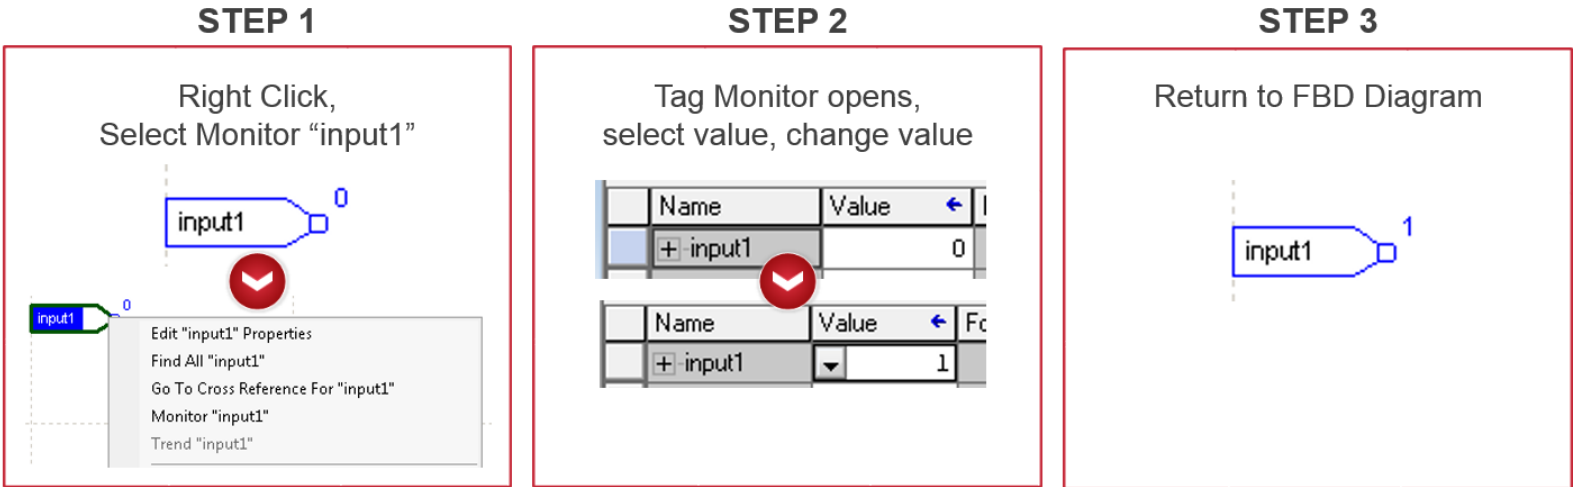 STEP 1
Right Click,
Select Monitor “input1”
0
input1
0
input1
Edit "input1" Properties
Find All "input1"
Go To Cross Reference For "input1"
Monitor "input1"
Trend "input1"
STEP 2
Tag Monitor opens,
select value, change value
Name Value
input1 0
Name Value
input1 1
STEP 3
Return to FBD Diagram
1
input1